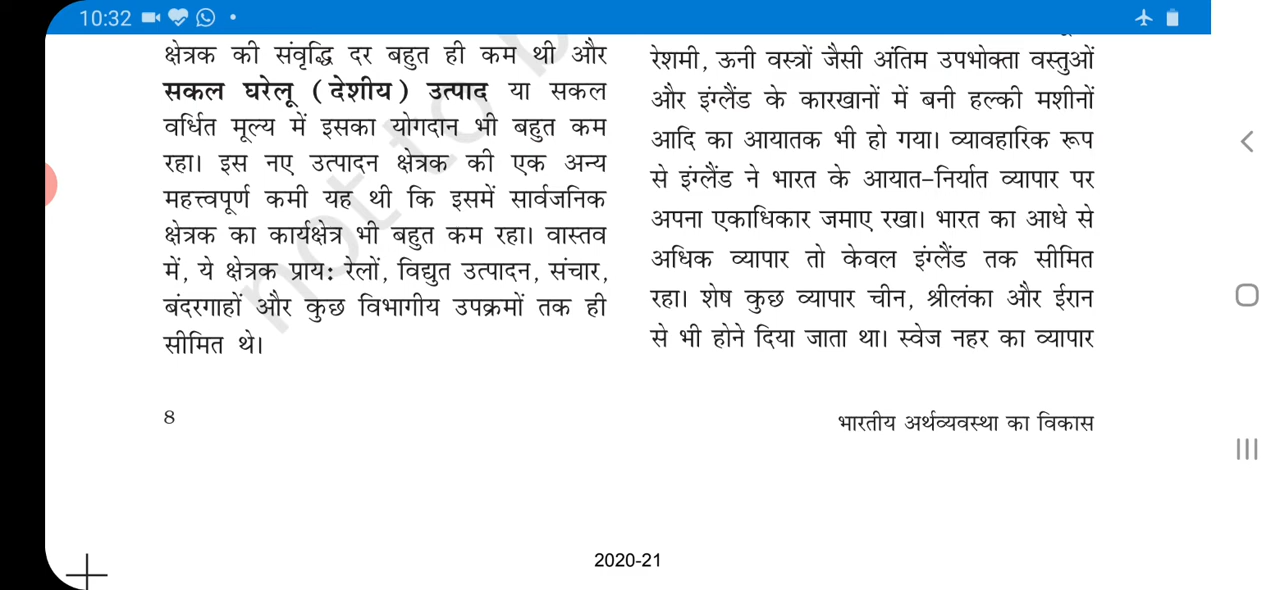 10:32
क्षेत्रक की संवृद्धि दर बहुत ही कम थी और
सकल घरेलू (देशीय) उत्पाद या सकल
वर्धित मूल्य में इसका योगदान भी बहुत कम
रहा। इस नए उत्पादन क्षेत्रक की एक अन्य
महत्त्वपूर्ण कमी यह थी कि इसमें सार्वजनिक
क्षेत्रक का कार्यक्षेत्र भी बहुत कम रहा। वास्तव
में, ये क्षेत्रक प्राय: रेलों, विद्युत उत्पादन, संचार,
बंदरगाहों और कुछ विभागीय उपक्रमों तक ही
सीमित थे।
रेशमी, ऊनी वस्त्रों जैसी अंतिम उपभोक्ता वस्तुओं
और इंग्लैंड के कारखानों में बनी हल्की मशीनों
आदि का आयातक भी हो गया। व्यावहारिक रूप
से इंग्लैंड ने भारत के आयात-निर्यात व्यापार पर
अपना एकाधिकार जमाए रखा। भारत का आधे से
अधिक व्यापार तो केवल इंग्लैंड तक सीमित
रहा। शेष कुछ व्यापार चीन, श्रीलंका और ईरान
से भी होने दिया जाता था। स्वेज नहर का व्यापार
8
भारतीय अर्थव्यवस्था का विकास
2020-21
not to b